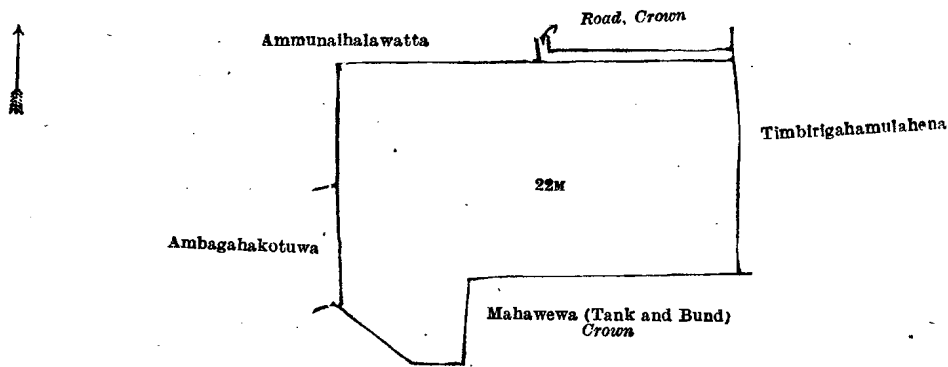 Road, Crown
Ammunaihalawatta
Timbirigahamulahena
22M
Ambagahakotuwa
Mahawewa (Tank and Bund)
Crown